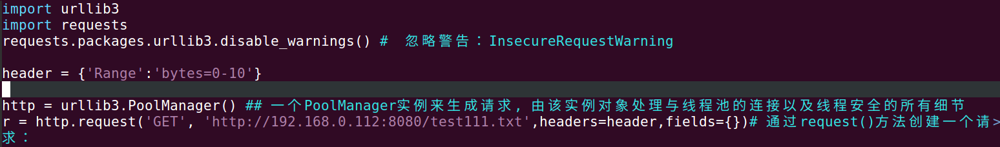 import urllib3
import requests
requests.packages.urllib3.disable_warnings() #  忽略警告：InsecureRequestWarning
header = {'Range':'bytes=0-10'}
http = urllib3.PoolManager() ## 一个PoolManager实例来生成请求, 由该实例对象处理与线程池的连接以及线程安全的所有细节
r = http.request('GET', 'http://192.168.0.112:8080/test111.txt',headers=header,fields={})# 通过request()方法创建一个请>
求：